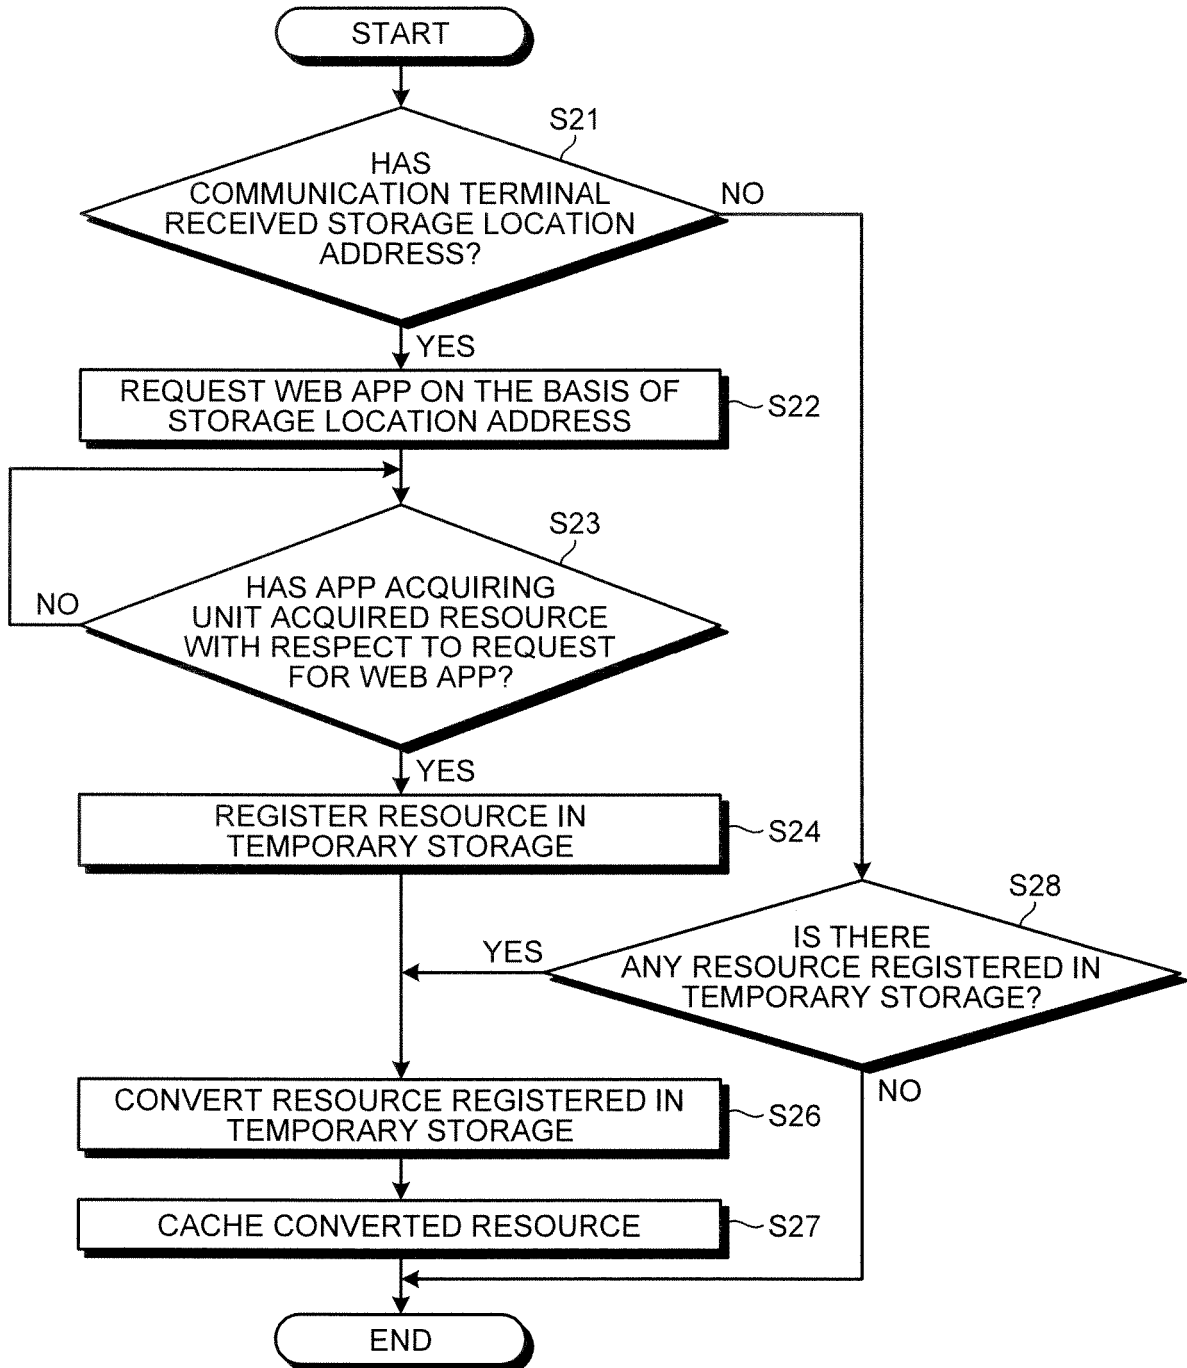 START
S21
HAS
COMMUNICATION TERMINAL
RECEIVED STORAGE LOCATION
ADDRESS?
NO
YES
REQUEST WEB APP ON THE BASIS OF
STORAGE LOCATION ADDRESS
S22
S23
HAS APP ACQUIRING
UNIT ACQUIRED RESOURCE
WITH RESPECT TO REQUEST
FOR WEB APP?
NO
YES
REGISTER RESOURCE IN
TEMPORARY STORAGE
S24
S28
IS THERE
ANY RESOURCE REGISTERED IN
TEMPORARY STORAGE?
YES
NO
CONVERT RESOURCE REGISTERED IN
TEMPORARY STORAGE
S26
CACHE CONVERTED RESOURCE
S27
END